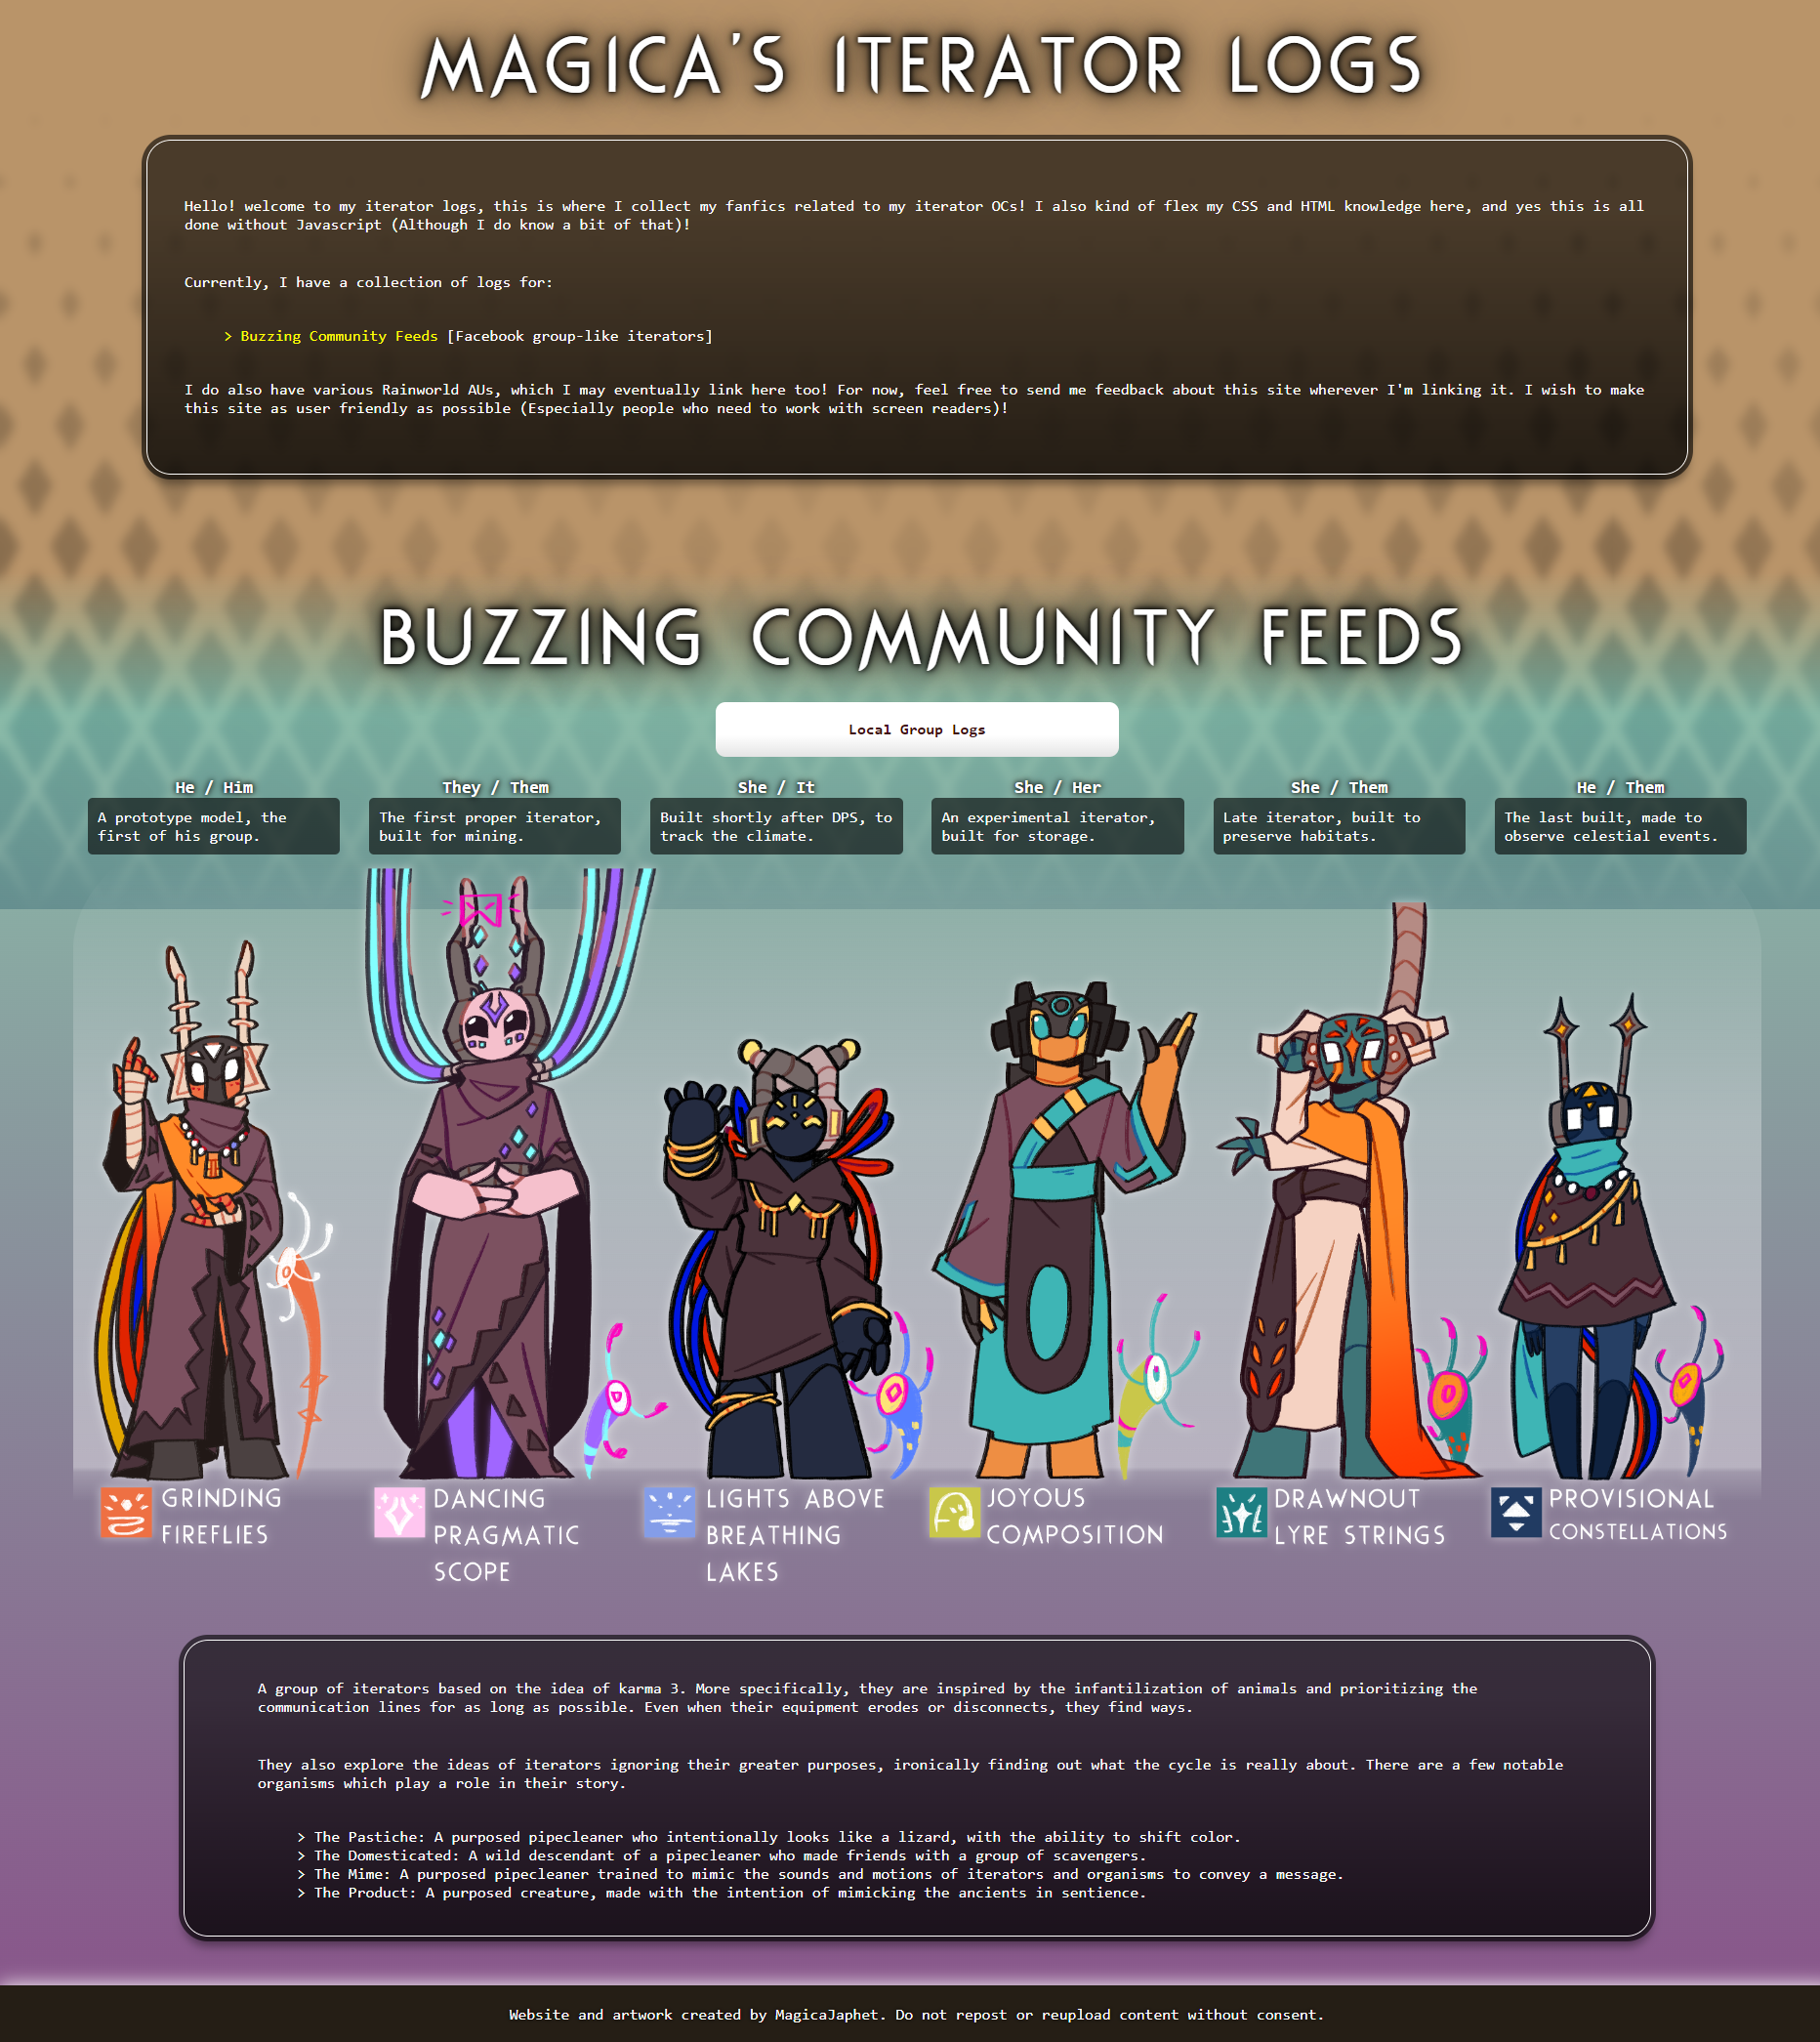 MAGICA'S ITERATOR LOGS
Hello! welcome to my iterator logs, this is where I collect my fanfics related to my iterator OCs! I also kind of flex my CSS and HTML knowledge here, and yes this is all
done without Javascript (Although I do know a bit of that)!
Currently, I have a collection of logs for:
> Buzzing Community Feeds [Facebook group-like iterators]
I do also have various Rainworld AUs, which I may eventually link here too! For now, feel free to send me feedback about this site wherever I'm linking it. I wish to make
this site as user friendly as possible (Especially people who need to work with screen readers)!
BUZZING COMMUNITY FEEDS
Local Group Logs
He / Him
A prototype model, the
first of his group.
They / Them
The first proper iterator,
built for mining.
She / It
Built shortly after DPS, to
track the climate.
She / Her
An experimental iterator,
built for storage.
She / Them
Late iterator, built to
preserve habitats.
He / Them
The last built, made to
observe celestial events.
GRINDING
FIREFLIES
DANCING
PRAGMATIC
SCOPE
LIGHTS ABOVE
BREATHING
LAKES
JOYOUS
COMPOSITION
DRAWNOUT
LYRE STRINGS
PROVISIONAL
CONSTELLATIONS
A group of iterators based on the idea of karma 3. More specifically, they are inspired by the infantilization of animals and prioritizing the
communication lines for as long as possible. Even when their equipment erodes or disconnects, they find ways.
They also explore the ideas of iterators ignoring their greater purposes, ironically finding out what the cycle is really about. There are a few notable
organisms which play a role in their story.
> The Pastiche: A purposed pipecleaner who intentionally looks like a lizard, with the ability to shift color.
> The Domesticated: A wild descendant of a pipecleaner who made friends with a group of scavengers.
> The Mime: A purposed pipecleaner trained to mimic the sounds and motions of iterators and organisms to convey a message.
> The Product: A purposed creature, made with the intention of mimicking the ancients in sentience.
Website and artwork created by MagicaJaphet. Do not repost or reupload content without consent.